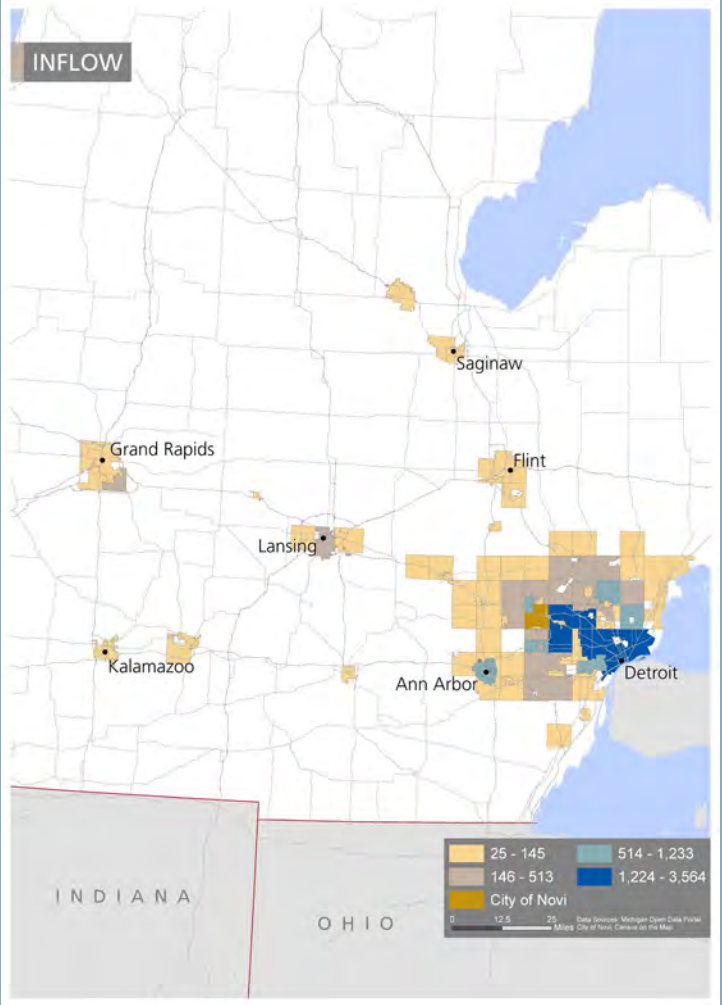 INFLOW
Saginaw
Grand Rapids
Flint
Lansing
Kalamazoo
Ann Arbor
Detroit
25 - 145
514 - 1,233
146 - 513
1,224 - 3,564
City of Novi
0 12.5 25
Miles
Data Sources: Michigan Open Data Portal
City of Novi, Census on the Map
INDIANA
OHIO